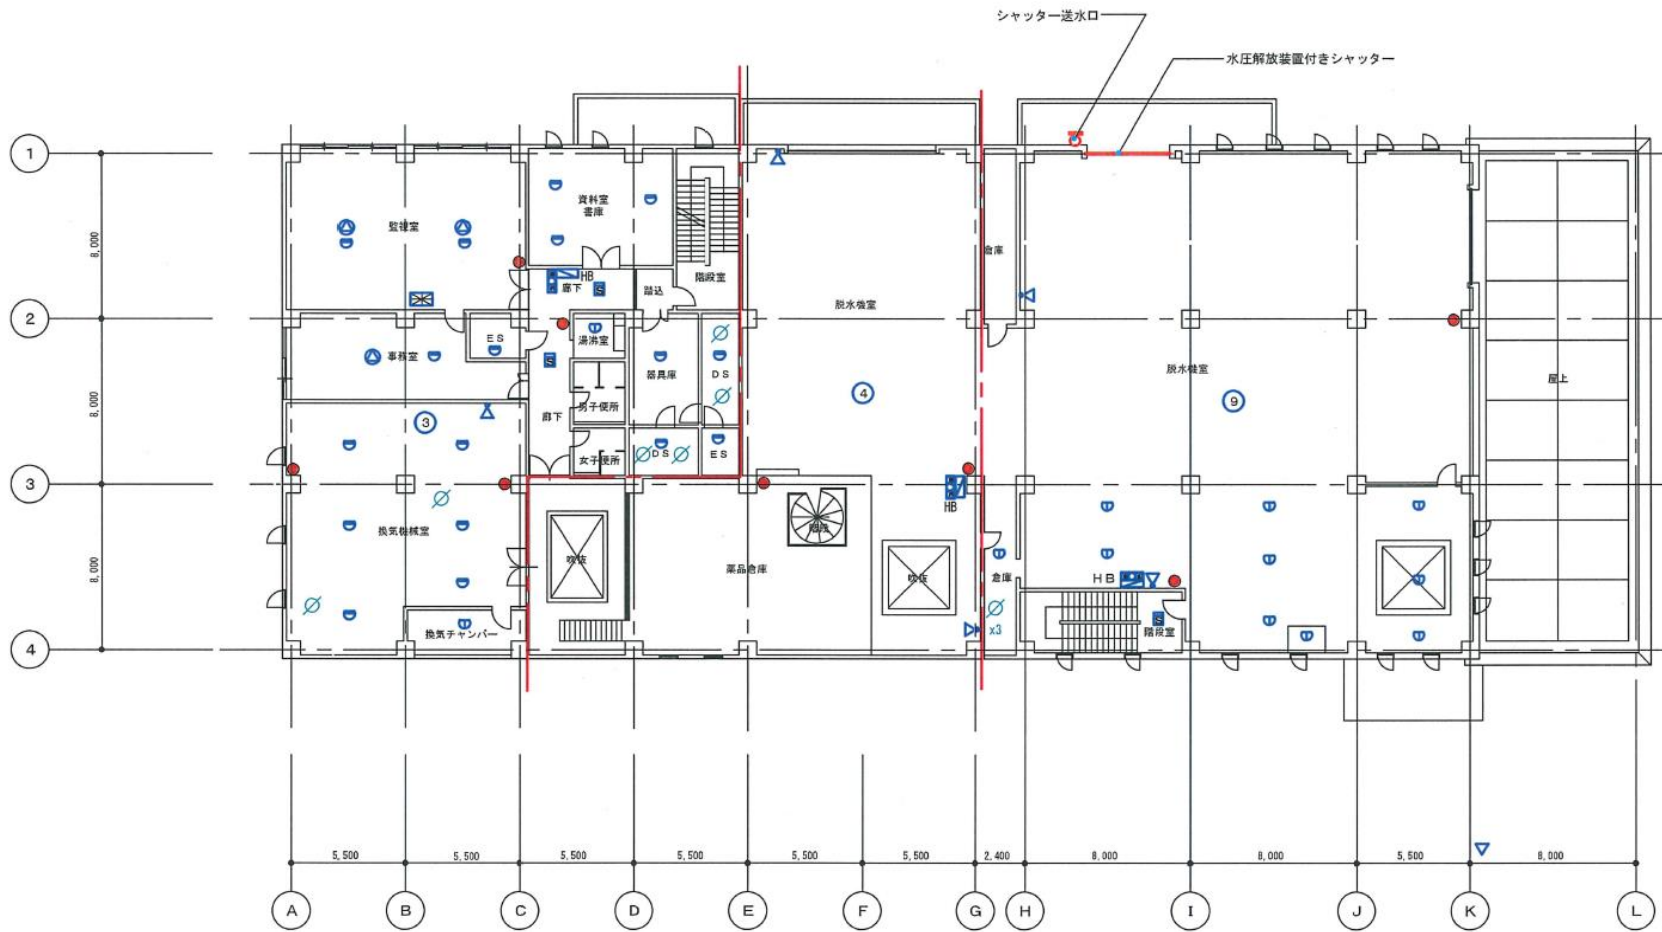 シャッター送水口
水圧解放装置付きシャッター
1
2
3
4
8,000
8,000
8,000
監視室
資料室
書庫
階段室
HB
廊下
S
踏込
倉庫
脱水機室
事務室
ES
湯沸室
S
器具庫
DS
男子便所
廊下
女子便所
DS
ES
3
4
9
脱水機室
屋上
換気機械室
換気チャンバー
吹抜
薬品倉庫
階段
吹抜
HB
倉庫
x3
HB
S
階段室
5,500
5,500
5,500
5,500
5,500
5,500
2,400
8,000
8,000
5,500
8,000
A
B
C
D
E
F
G
H
I
J
K
L